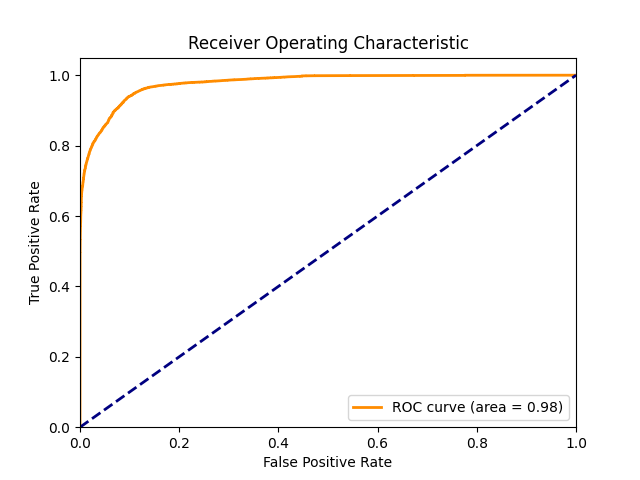 Receiver Operating Characteristic
True Positive Rate
1.0
0.8
0.6
0.4
0.2
0.0
ROC curve (area = 0.98)
0.0 0.2 0.4 0.6 0.8 1.0
False Positive Rate